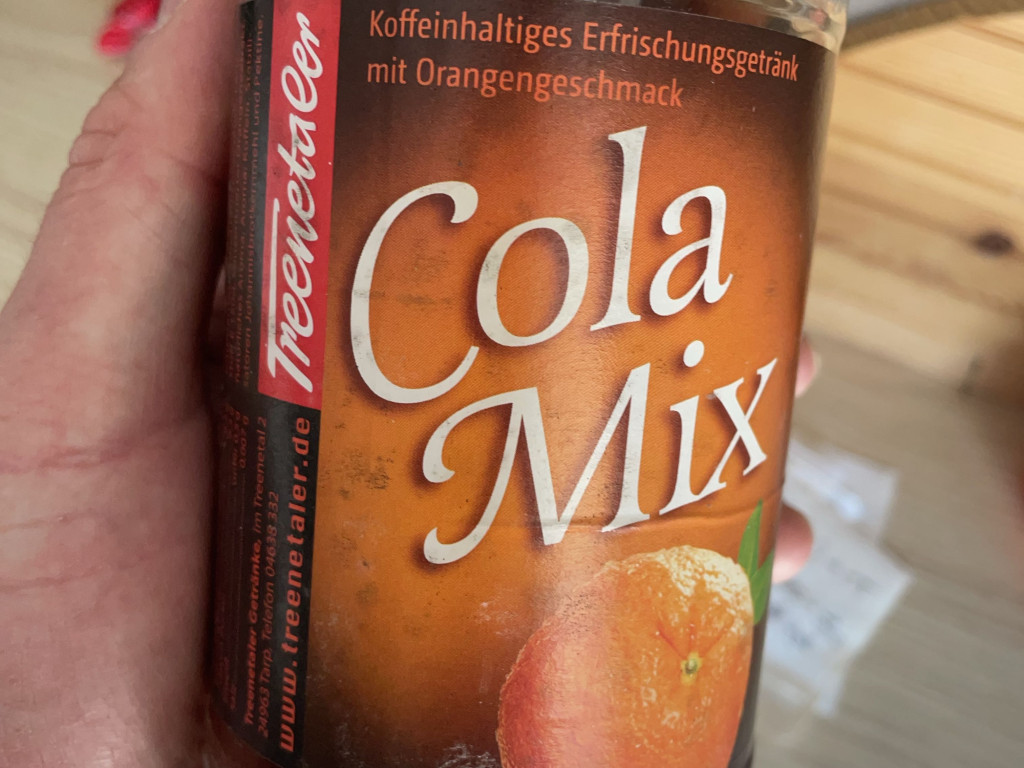 Koffeinhaltiges Erfrischungsgetränk
mit Orangengeschmack
Cola
Mix
Treenetaler
www.treenetaler.de
Treenetaler Getränke, Im Treenetal 2
24963 Tarp, Telefon 04638 332